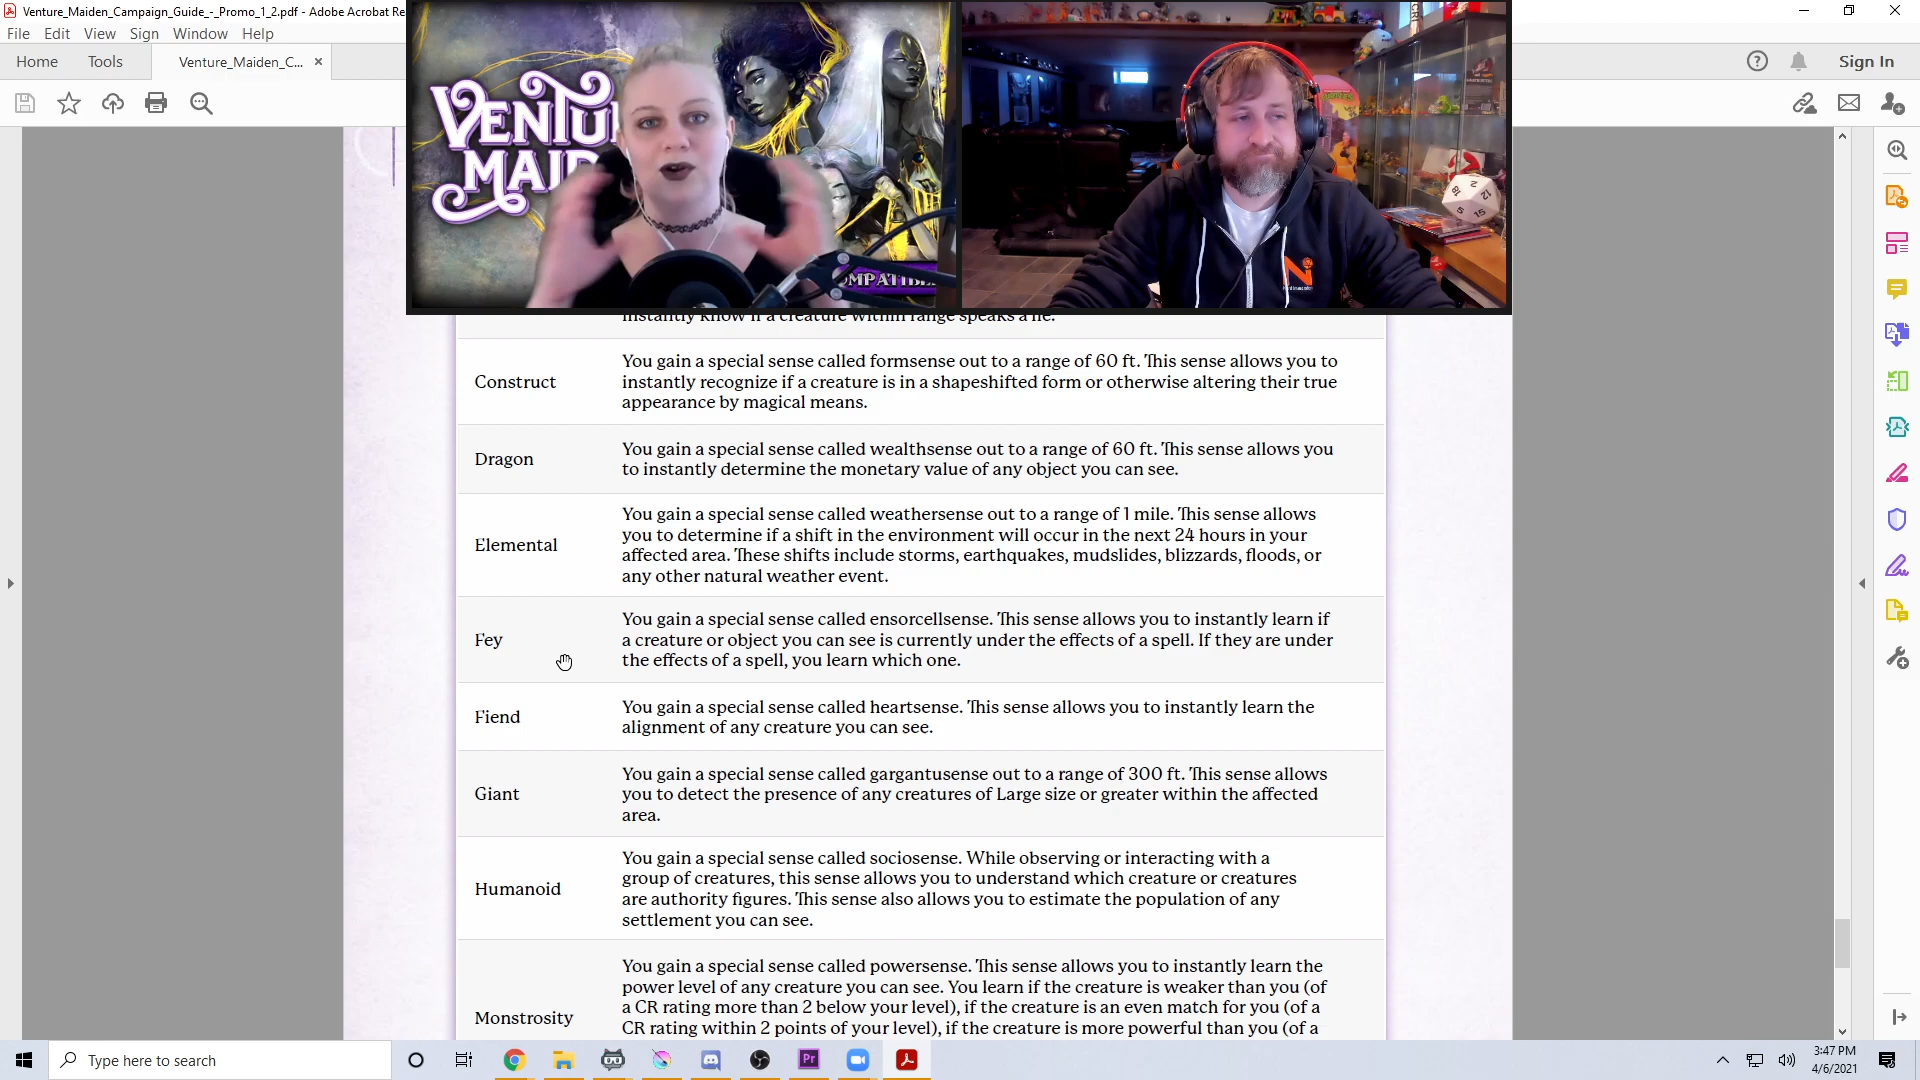 Venture_Maiden_Campaign_Guide_-_Promo_1_2.pdf - Adobe Acrobat Re
File Edit View Sign Window Help
Home Tools Venture_Maiden_C... ×
Sign In
VENTU
MAID
OMPATIBLE
instantly know if a creature within range speaks a lie.
Construct
You gain a special sense called formsense out to a range of 60 ft. This sense allows you to
instantly recognize if a creature is in a shapeshifted form or otherwise altering their true
appearance by magical means.
Dragon
You gain a special sense called wealthsense out to a range of 60 ft. This sense allows you
to instantly determine the monetary value of any object you can see.
Elemental
You gain a special sense called weathersense out to a range of 1 mile. This sense allows
you to determine if a shift in the environment will occur in the next 24 hours in your
affected area. These shifts include storms, earthquakes, mudslides, blizzards, floods, or
any other natural weather event.
Fey
You gain a special sense called ensorcellsense. This sense allows you to instantly learn if
a creature or object you can see is currently under the effects of a spell. If they are under
the effects of a spell, you learn which one.
Fiend
You gain a special sense called heartsense. This sense allows you to instantly learn the
alignment of any creature you can see.
Giant
You gain a special sense called gargantusense out to a range of 300 ft. This sense allows
you to detect the presence of any creatures of Large size or greater within the affected
area.
Humanoid
You gain a special sense called sociosense. While observing or interacting with a
group of creatures, this sense allows you to understand which creature or creatures
are authority figures. This sense also allows you to estimate the population of any
settlement you can see.
Monstrosity
You gain a special sense called powersense. This sense allows you to instantly learn the
power level of any creature you can see. You learn if the creature is weaker than you (of
a CR rating more than 2 below your level), if the creature is an even match for you (of a
CR rating within 2 points of your level), if the creature is more powerful than you (of a
Type here to search
Pr
3:47 PM
4/6/2021